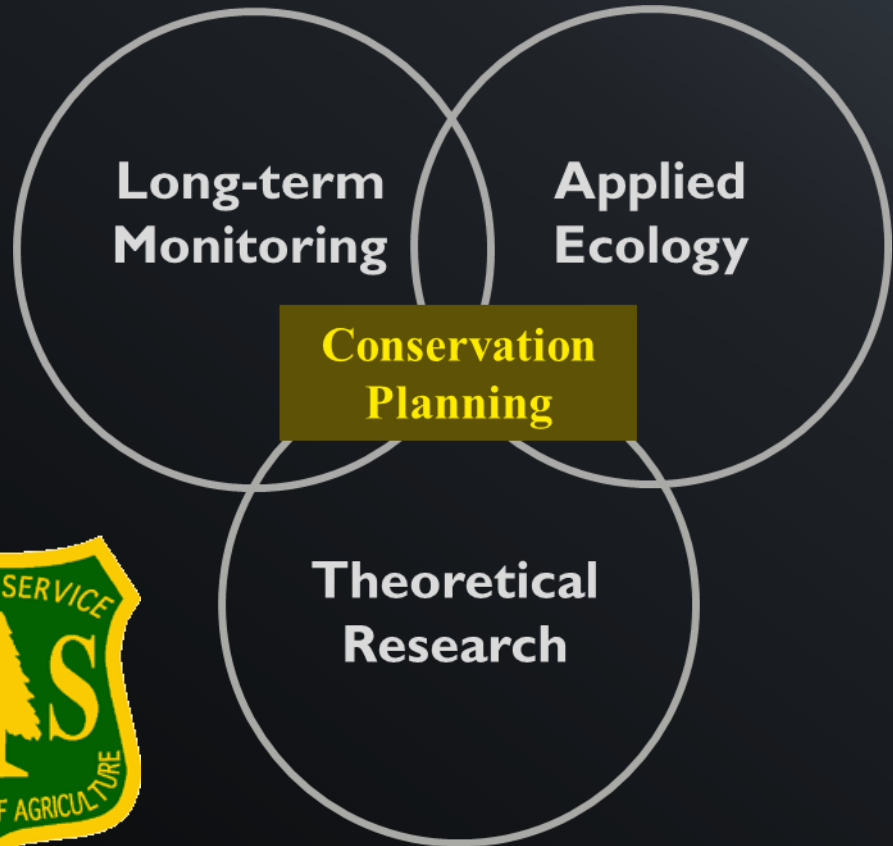 Long-term
Monitoring
Applied
Ecology
Conservation
Planning
Theoretical
Research
SERVICE
S
F AGRICULTURE